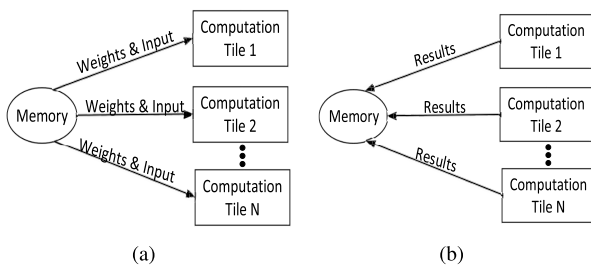 Memory
Weights & Input
Computation
Tile 1
Weights & Input
Computation
Tile 2
Weights & Input
Computation
Tile N
(a)
Memory
Results
Computation
Tile 1
Results
Computation
Tile 2
Results
Computation
Tile N
(b)